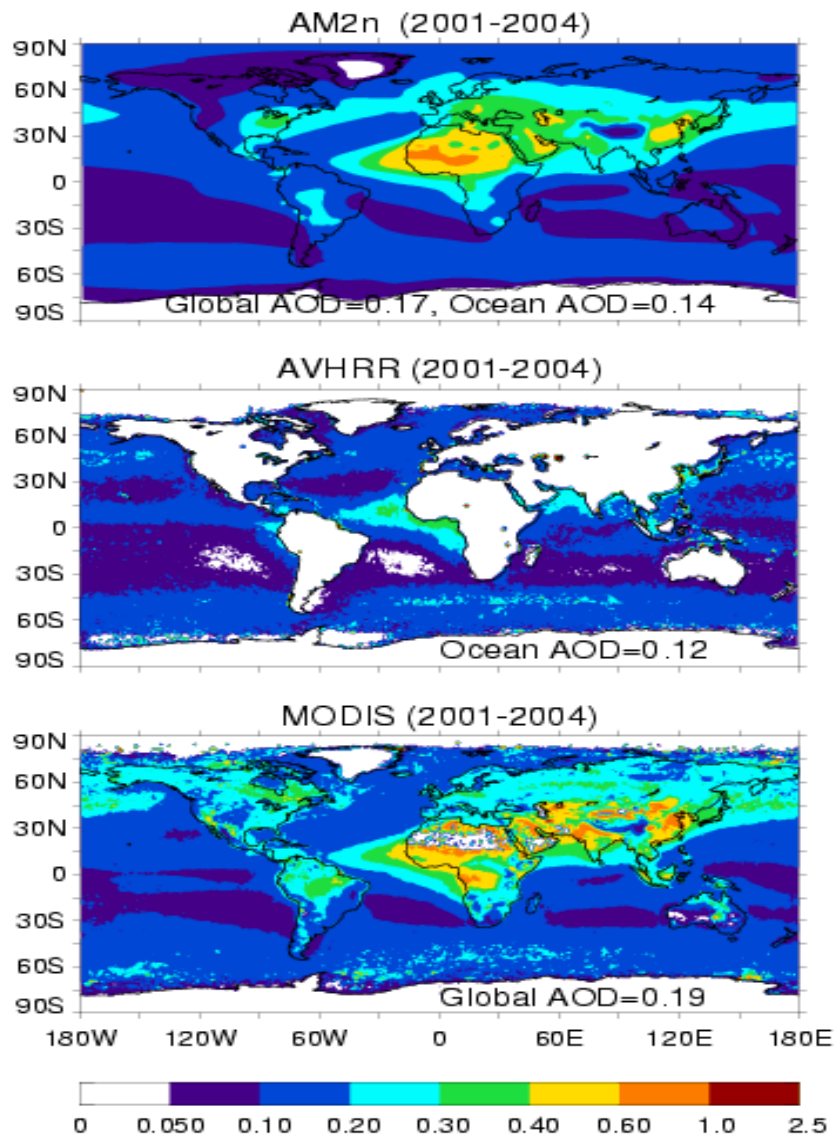 AM2n (2001-2004)
90N
60N
30N
0
30S
60S
90S
Global AOD=0.17, Ocean AOD=0.14
AVHRR (2001-2004)
90N
60N
30N
0
30S
60S
90S
Ocean AOD=0.12
MODIS (2001-2004)
90N
60N
30N
0
30S
60S
90S
Global AOD=0.19
180W 120W 60W 0 60E 120E 180E
0 0.050 0.10 0.20 0.30 0.40 0.60 1.0 2.5